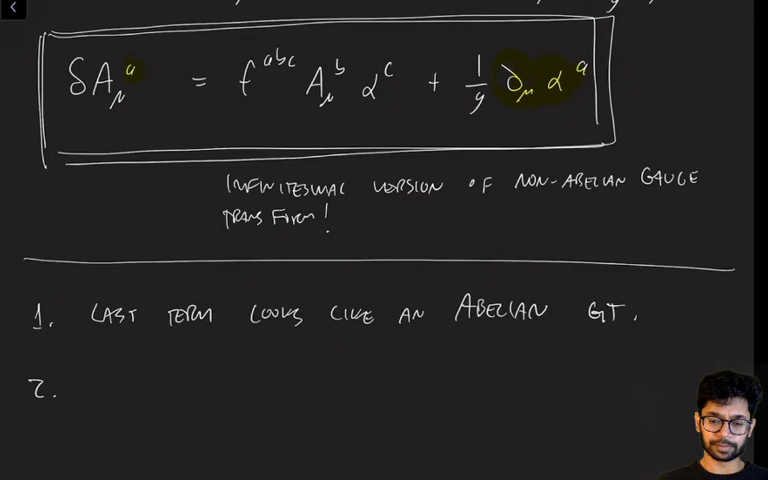 δA_μ^a = f^{abc} A_μ^b α^c + 1/g ∂_μ α^a
INFINITESIMAL VERSION OF NON-ABELIAN GAUGE
TRANSFORM!
1. LAST TERM LOOKS LIKE AN ABELIAN GT.
2.